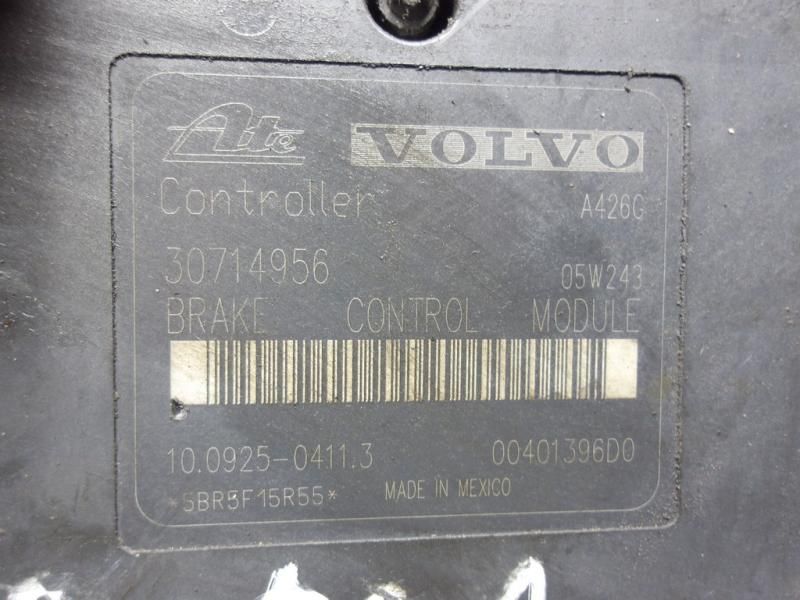 Ate VOLVO
Controller A426G
30714956 05W243
BRAKE CONTROL MODULE
10.0925-0411.3 00401396D0
*5BR5F15R55* MADE IN MEXICO